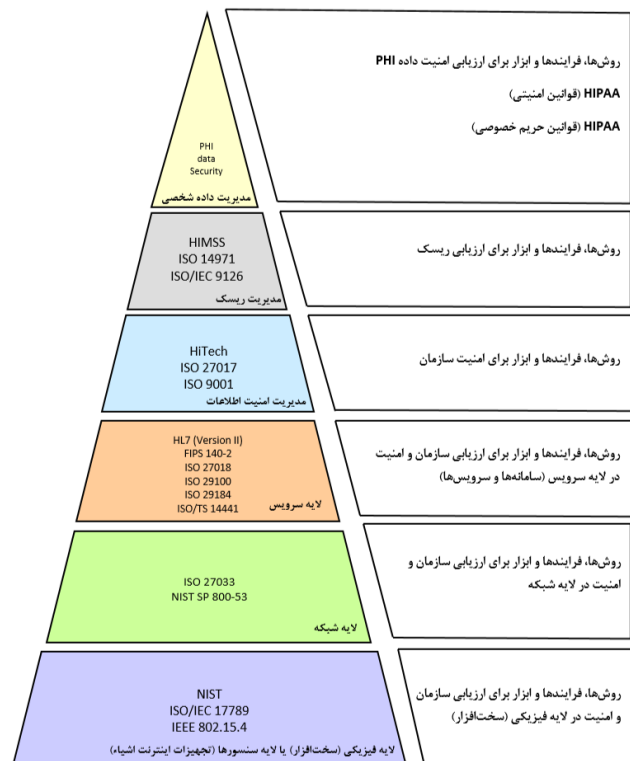 روش‌ها، فرایندها و ابزار برای ارزیابی امنیت داده PHI
HIPAA (قوانین امنیتی)
HIPAA (قوانین حریم خصوصی)
PHI
data
Security
مدیریت داده شخصی
روش‌ها، فرایندها و ابزار برای ارزیابی ریسک
HIMSS
ISO 14971
ISO/IEC 9126
مدیریت ریسک
روش‌ها، فرایندها و ابزار برای امنیت سازمان
HiTech
ISO 27017
ISO 9001
مدیریت امنیت اطلاعات
روش‌ها، فرایندها و ابزار برای ارزیابی سازمان و امنیت
در لایه سرویس (سامانه‌ها و سرویس‌ها)
HL7 (Version II)
FIPS 140-2
ISO 27018
ISO 29100
ISO 29184
ISO/TS 14441
لایه سرویس
روش‌ها، فرایندها و ابزار برای ارزیابی سازمان و
امنیت در لایه شبکه
ISO 27033
NIST SP 800-53
لایه شبکه
روش‌ها، فرایندها و ابزار برای ارزیابی سازمان
و امنیت در لایه فیزیکی (سخت‌افزار)
NIST
ISO/IEC 17789
IEEE 802.15.4
لایه فیزیکی (سخت‌افزار) یا لایه سنسورها (تجهیزات اینترنت اشیاء)